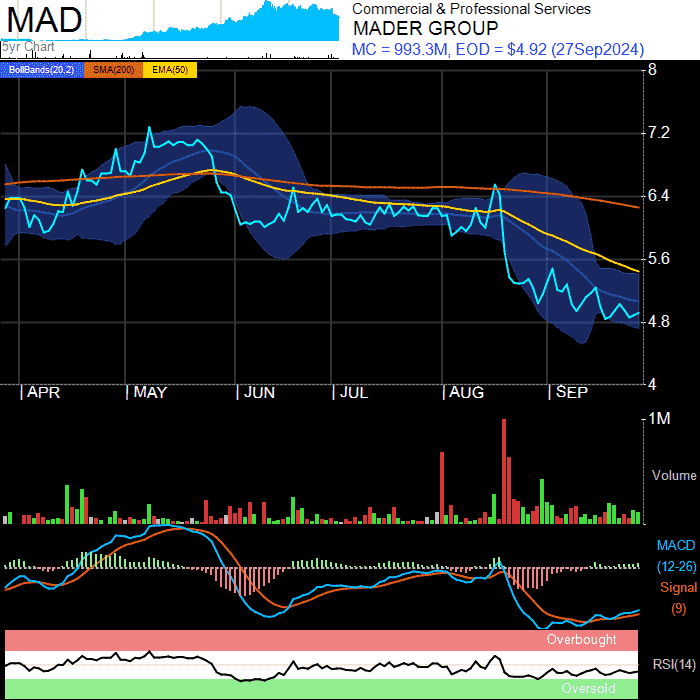 MAD
5yr Chart
Commercial & Professional Services
MADER GROUP
MC = 993.3M, EOD = $4.92 (27Sep2024)
BollBands(20,2) SMA(200) EMA(50)
8
7.2
6.4
5.6
4.8
4
APR MAY JUN JUL AUG SEP
1M
Volume
MACD
(12-26)
Signal
(9)
Overbought
RSI(14)
Oversold